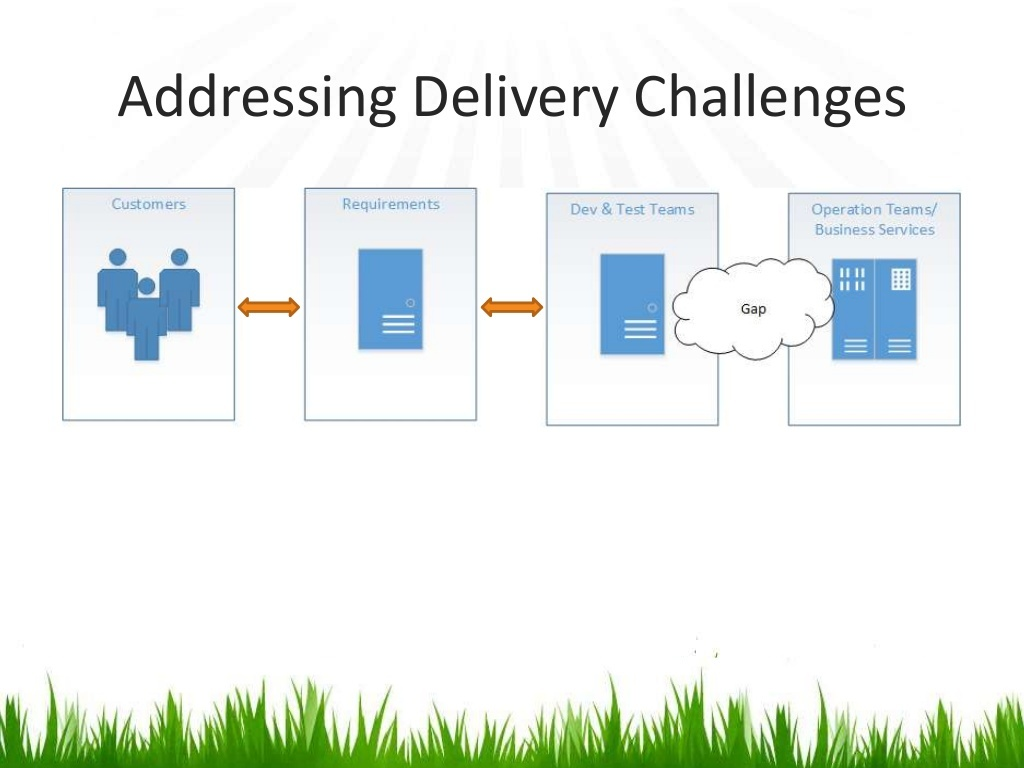 Addressing Delivery Challenges
Customers
Requirements
Dev & Test Teams
Operation Teams/
Business Services
Gap